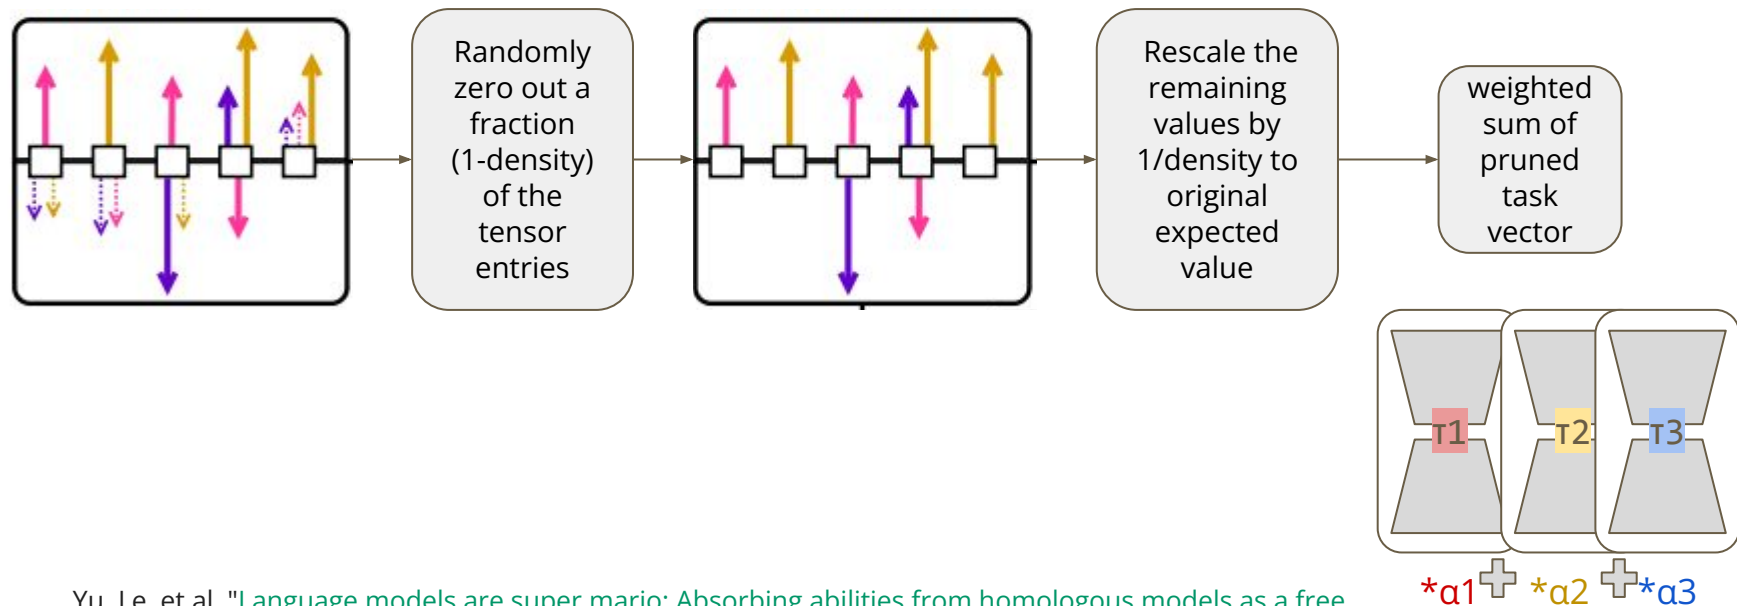 Randomly
zero out a
fraction
(1-density)
of the
tensor
entries
Rescale the
remaining
values by
1/density to
original
expected
value
weighted
sum of
pruned
task
vector
τ1 τ2 τ3
*α1 *α2 *α3
Yu, Le, et al. "Language models are super mario: Absorbing abilities from homologous models as a free